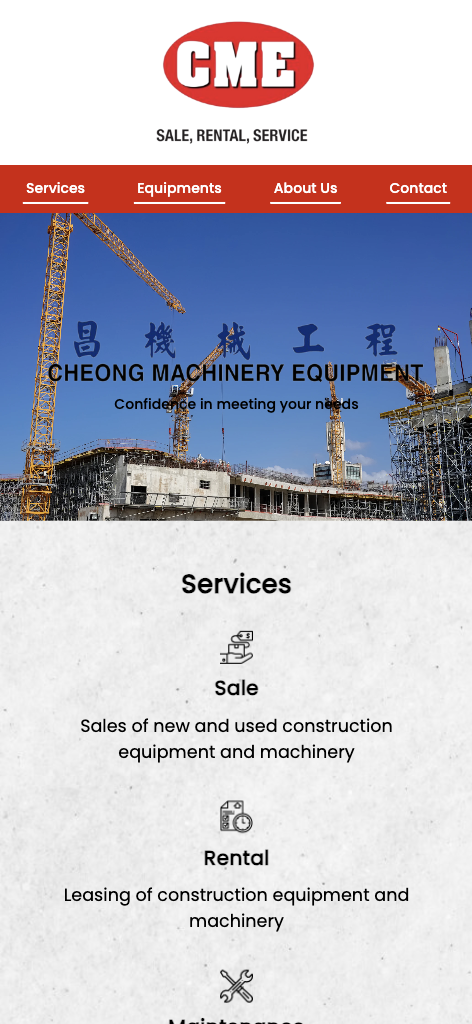 CME
SALE, RENTAL, SERVICE
Services Equipments About Us Contact
昌機械工程
CHEONG MACHINERY EQUIPMENT
Confidence in meeting your needs
Services
$
Sale
Sales of new and used construction
equipment and machinery
Rental
Leasing of construction equipment and
machinery
Maintenance